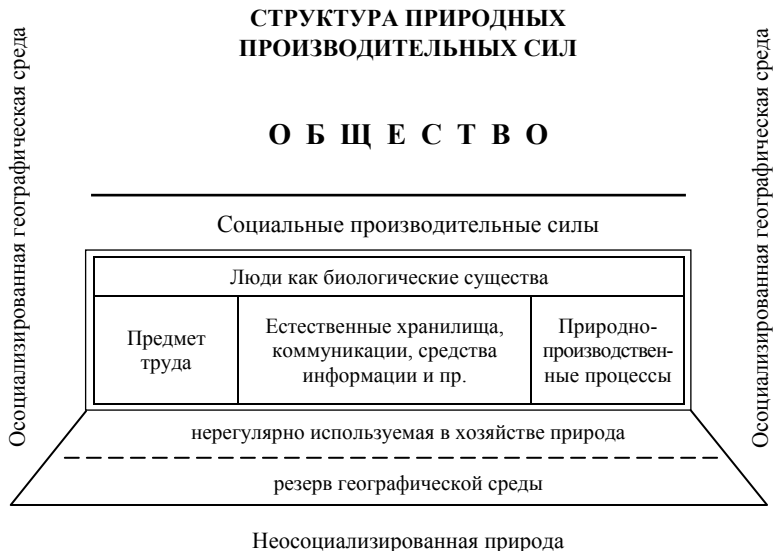 СТРУКТУРА ПРИРОДНЫХ
ПРОИЗВОДИТЕЛЬНЫХ СИЛ
Осоциализированная географическая среда
О Б Щ Е С Т В О
Социальные производительные силы
Люди как биологические существа
Предмет
труда
Естественные хранилища,
коммуникации, средства
информации и пр.
Природно-
производствен-
ные процессы
нерегулярно используемая в хозяйстве природа
резерв географической среды
Осоциализированная географическая среда
Неосоциализированная природа